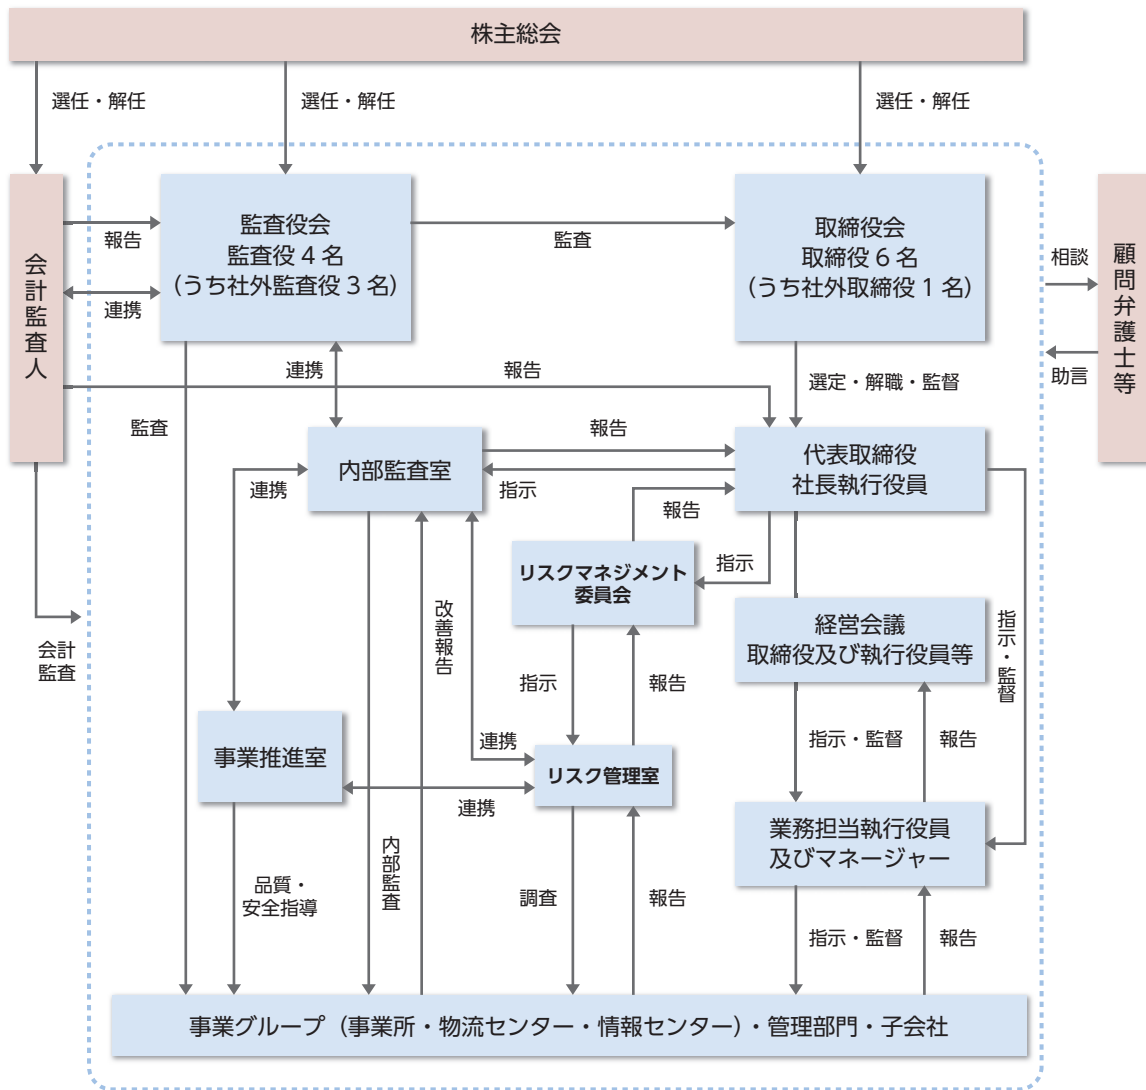 株主総会
選任・解任
選任・解任
選任・解任
会計監査人
監査役会
監査役 4 名
(うち社外監査役 3 名)
取締役会
取締役 6 名
(うち社外取締役 1 名)
顧問弁護士等
報告
監査
連携
相談
助言
連携
報告
選定・解職・監督
監査
内部監査室
報告
指示
代表取締役
社長執行役員
連携
報告
指示
リスクマネジメント
委員会
経営会議
取締役及び執行役員等
指示・監督
改善報告
会計
監査
指示
報告
連携
指示・監督
報告
事業推進室
リスク管理室
連携
業務担当執行役員
及びマネージャー
内部監査
品質・
安全指導
調査
報告
指示・監督
報告
事業グループ(事業所・物流センター・情報センター)・管理部門・子会社